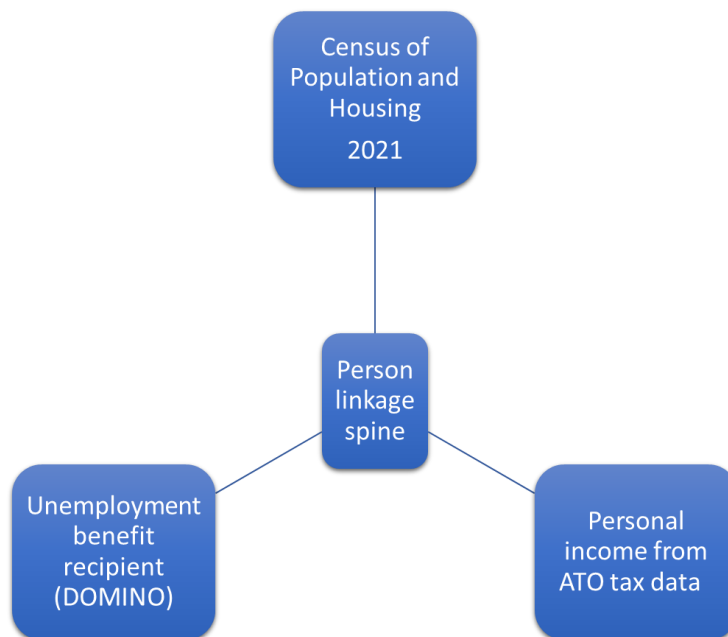 Census of
Population and
Housing
2021
Person
linkage
spine
Unemployment
benefit
recipient
(DOMINO)
Personal
income from
ATO tax data